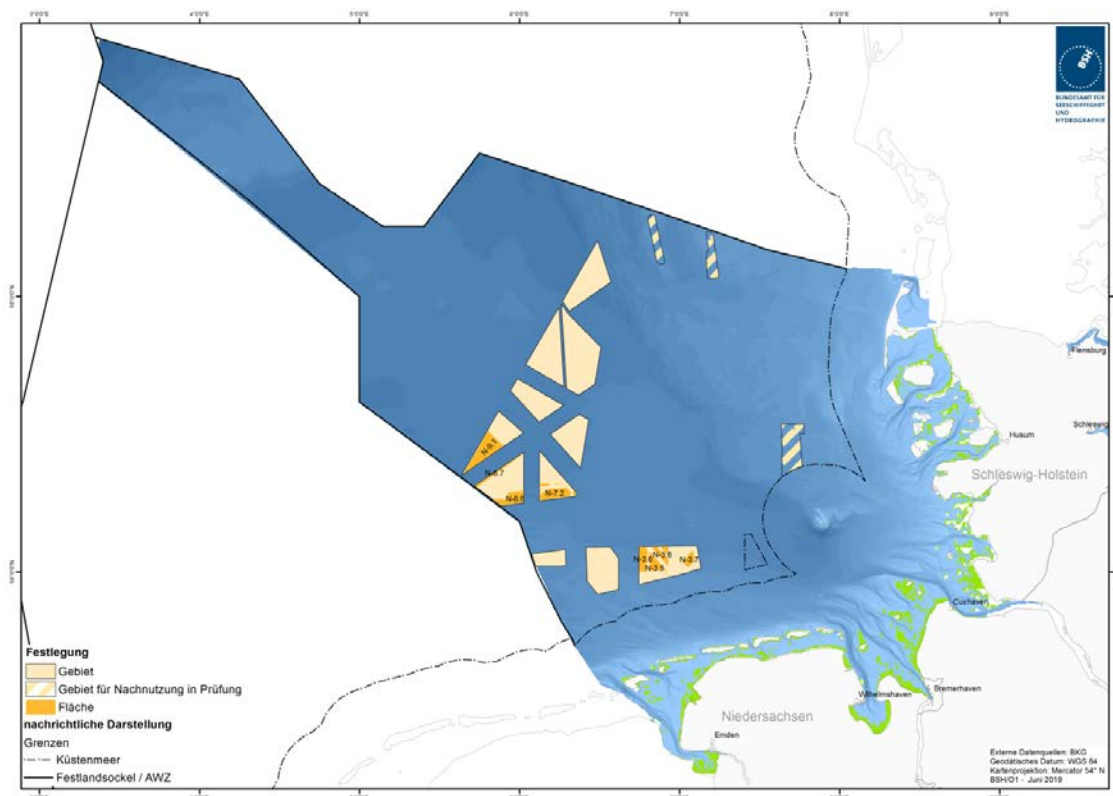 3°0'0"E 4°0'0"E 5°0'0"E 6°0'0"E 7°0'0"E 8°0'0"E 9°0'0"E
BSH
BUNDESAMT FÜR
SEESCHIFFFAHRT
UND
HYDROGRAPHIE
Flensburg
Schleswig
Husum
Schleswig-Holstein
N-9.1
N-6.7
N-6.6
N-7.2
N-3.6
N-3.8
N-3.5
N-3.7
Cuxhaven
Wilhelmshaven
Bremerhaven
Niedersachsen
Emden
Festlegung
Gebiet
Gebiet für Nachnutzung in Prüfung
Fläche
nachrichtliche Darstellung
Grenzen
Küstenmeer
Festlandsockel / AWZ
Externe Datenquellen: BKG
Geodätisches Datum: WGS 84
Kartenprojektion: Mercator 54° N
BSH/O1 - Juni 2019